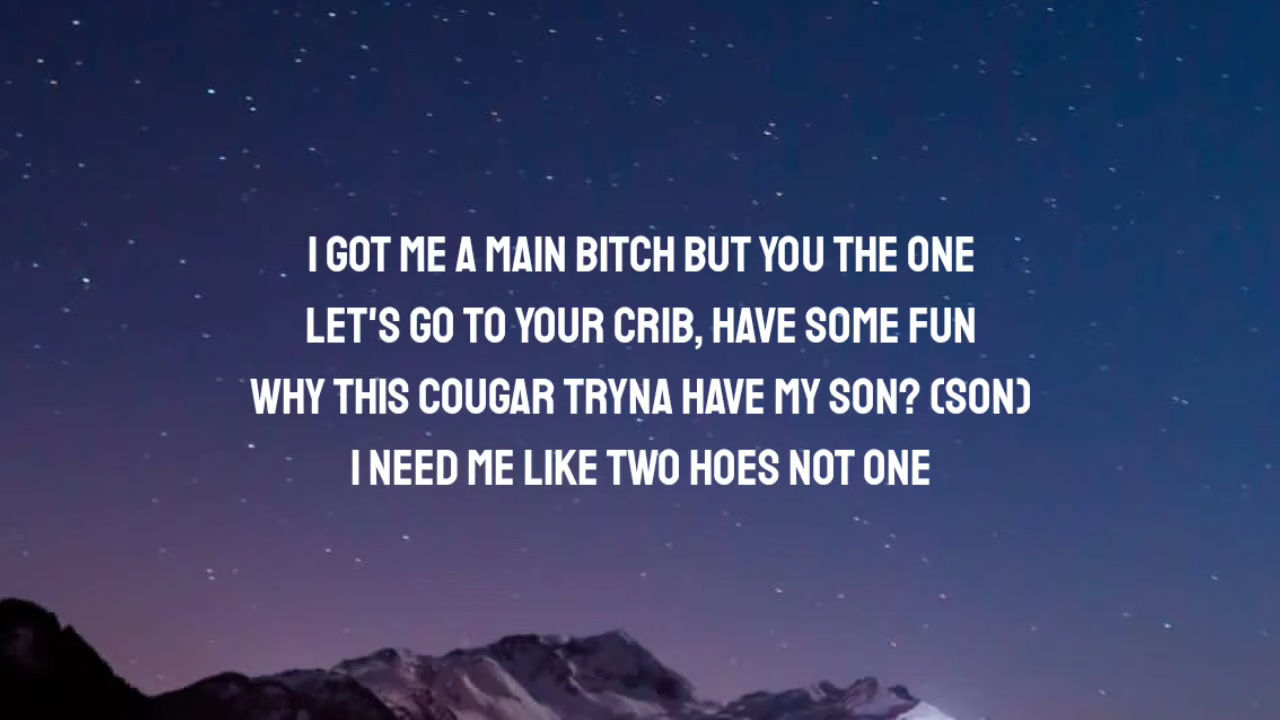 I GOT ME A MAIN BITCH BUT YOU THE ONE
LET'S GO TO YOUR CRIB, HAVE SOME FUN
WHY THIS COUGAR TRYNA HAVE MY SON? (SON)
I NEED ME LIKE TWO HOES NOT ONE